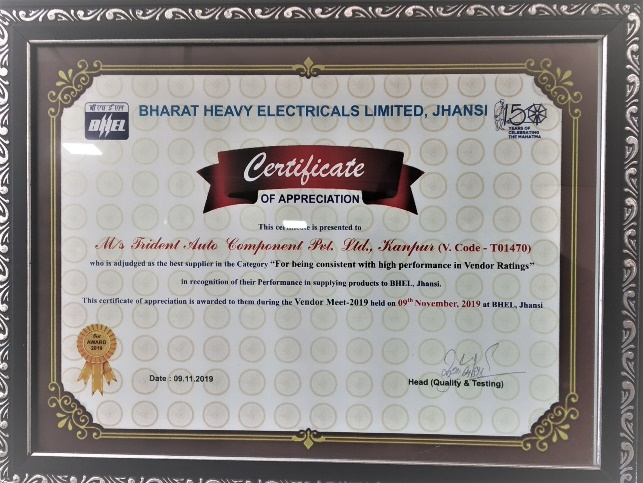 बी एच ई एल
BHEL
BHARAT HEAVY ELECTRICALS LIMITED, JHANSI
150
YEARS OF
CELEBRATING
THE MAHATMA
Certificate
OF APPRECIATION
This certificate is presented to
M/s Trident Auto Component Pvt. Ltd., Kanpur (V. Code - T01470)
who is adjudged as the best supplier in the Category "For being consistent with high performance in Vendor Ratings"
in recognition of their Performance in supplying products to BHEL, Jhansi.
This certificate of appreciation is awarded to them during the Vendor Meet-2019 held on 09th November, 2019 at BHEL, Jhansi
AWARD
2019
Date : 09.11.2019
Head (Quality & Testing)